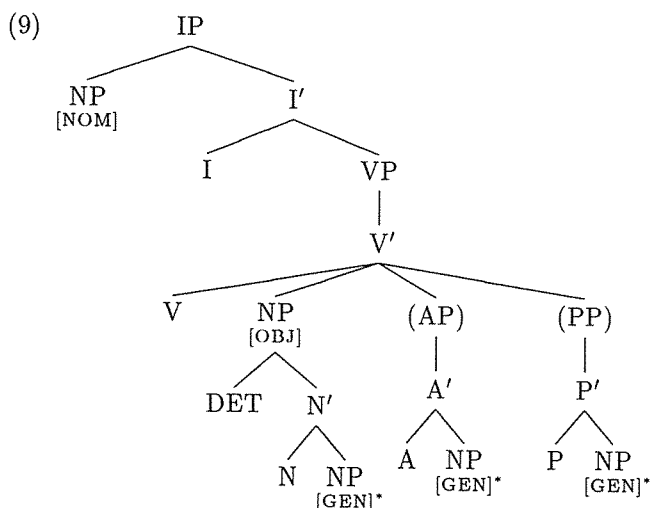 (9) IP
NP I′
[NOM]
I VP
V′
V NP (AP) (PP)
[OBJ]
DET N′ A′ P′
N NP A NP P NP
[GEN]* [GEN]* [GEN]*